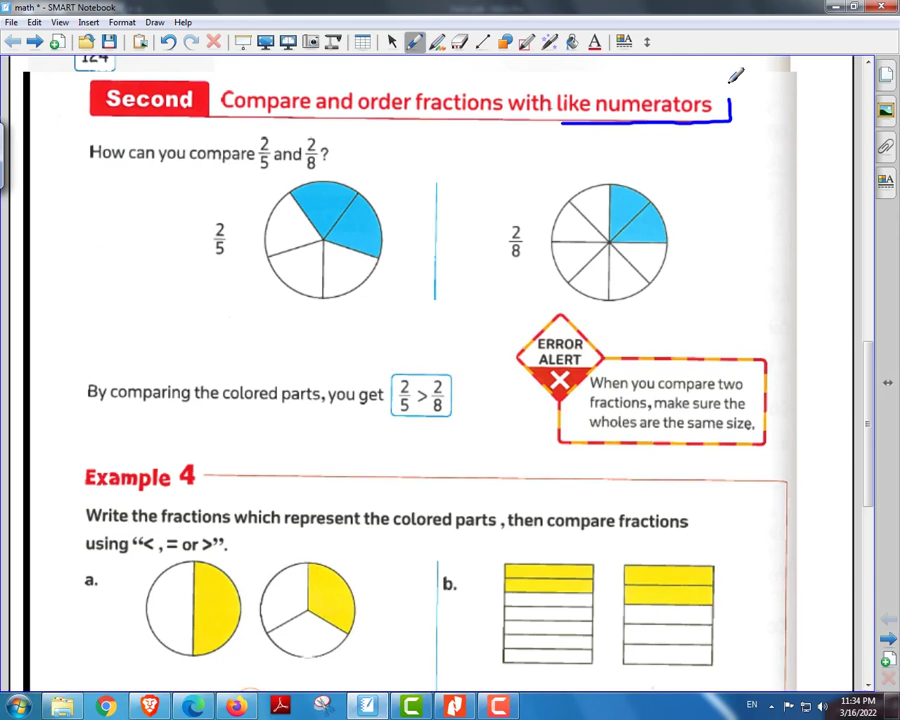 math * - SMART Notebook
File Edit View Insert Format Draw Help
124
Second Compare and order fractions with like numerators
How can you compare 2/5 and 2/8 ?
2/5
2/8
ERROR
ALERT
When you compare two
fractions, make sure the
wholes are the same size.
By comparing the colored parts, you get 2/5 > 2/8
Example 4
Write the fractions which represent the colored parts , then compare fractions
using “< , = or >”.
a.
b.
EN
11:34 PM
3/16/2022